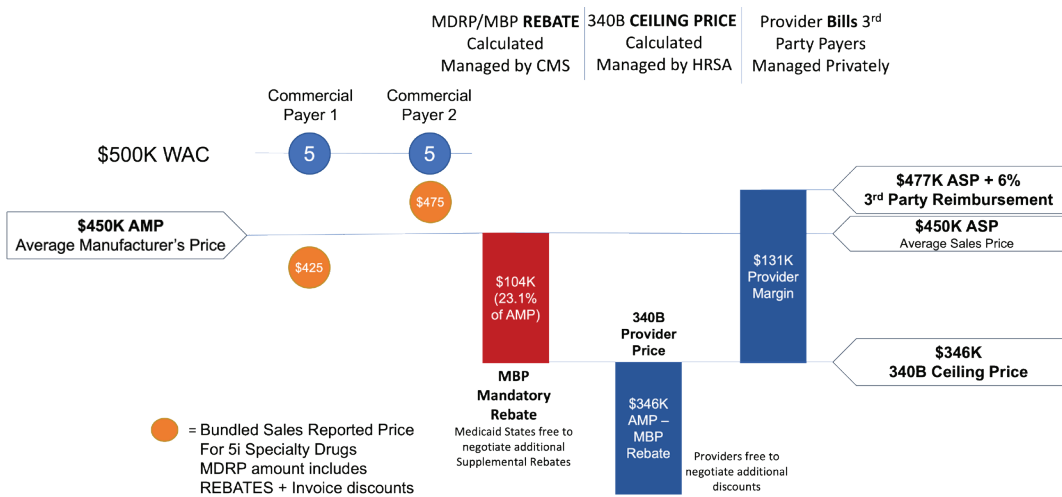 MDRP/MBP REBATE
Calculated
Managed by CMS
340B CEILING PRICE
Calculated
Managed by HRSA
Provider Bills 3rd
Party Payers
Managed Privately
Commercial
Payer 1
Commercial
Payer 2
$500K WAC
5
5
$475
$477K ASP + 6%
3rd Party Reimbursement
$450K AMP
Average Manufacturer's Price
$450K ASP
Average Sales Price
$425
$104K
(23.1%
of AMP)
$131K
Provider
Margin
340B
Provider
Price
$346K
340B Ceiling Price
MBP
Mandatory
Rebate
Medicaid States free to
negotiate additional
Supplemental Rebates
$346K
AMP –
MBP
Rebate
Providers free to
negotiate additional
discounts
= Bundled Sales Reported Price
For 5i Specialty Drugs
MDRP amount includes
REBATES + Invoice discounts